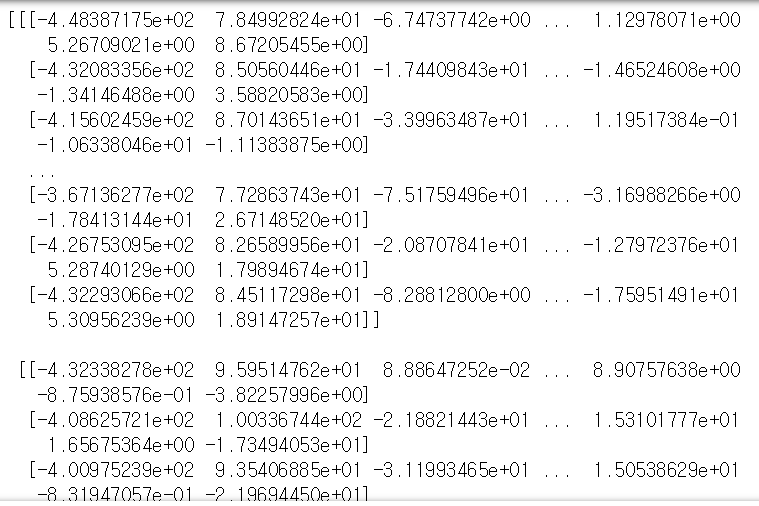 [[[-4.48387175e+02 7.84992824e+01 -6.74737742e+00 ... 1.12978071e+00
5.26709021e+00 8.67205455e+00]
[-4.32083356e+02 8.50560446e+01 -1.74409843e+01 ... -1.46524608e+00
-1.34146488e+00 3.58820583e+00]
[-4.15602459e+02 8.70143651e+01 -3.39963487e+01 ... 1.19517384e-01
-1.06338046e+01 -1.11383875e+00]
...
[-3.67136277e+02 7.72863743e+01 -7.51759496e+01 ... -3.16988266e+00
-1.78413144e+01 2.67148520e+01]
[-4.26753095e+02 8.26589956e+01 -2.08707841e+01 ... -1.27972376e+01
5.28740129e+00 1.79894674e+01]
[-4.32293066e+02 8.45117298e+01 -8.28812800e+00 ... -1.75951491e+01
5.30956239e+00 1.89147257e+01]]
[[-4.32338278e+02 9.59514762e+01 8.88647252e-02 ... 8.90757638e+00
-8.75938576e-01 -3.82257996e+00]
[-4.08625721e+02 1.00336744e+02 -2.18821443e+01 ... 1.53101777e+01
1.65675364e+00 -1.73494053e+01]
[-4.00975239e+02 9.35406885e+01 -3.11993465e+01 ... 1.50538629e+01
-8.31947057e-01 -2.19694450e+01]